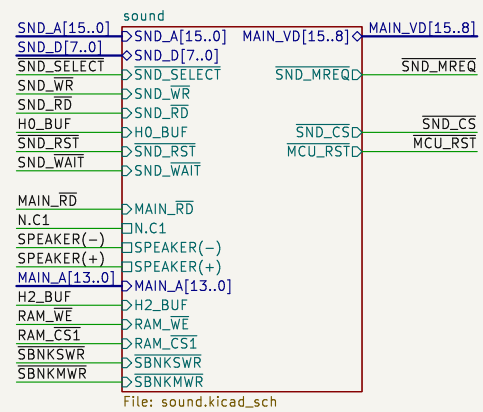 sound
SND_A[15..0] SND_A[15..0] MAIN_VD[15..8] MAIN_VD[15..8]
SND_D[7..0] SND_D[7..0]
SND_SELECT SND_SELECT SND_MREQ SND_MREQ
SND_WR SND_WR
SND_RD SND_RD
H0_BUF H0_BUF SND_CS SND_CS
SND_RST SND_RST MCU_RST MCU_RST
SND_WAIT SND_WAIT
MAIN_RD MAIN_RD
N.C1 N.C1
SPEAKER(-) SPEAKER(-)
SPEAKER(+) SPEAKER(+)
MAIN_A[13..0] MAIN_A[13..0]
H2_BUF H2_BUF
RAM_WE RAM_WE
RAM_CS1 RAM_CS1
SBNKSWR SBNKSWR
SBNKMWR SBNKMWR
File: sound.kicad_sch